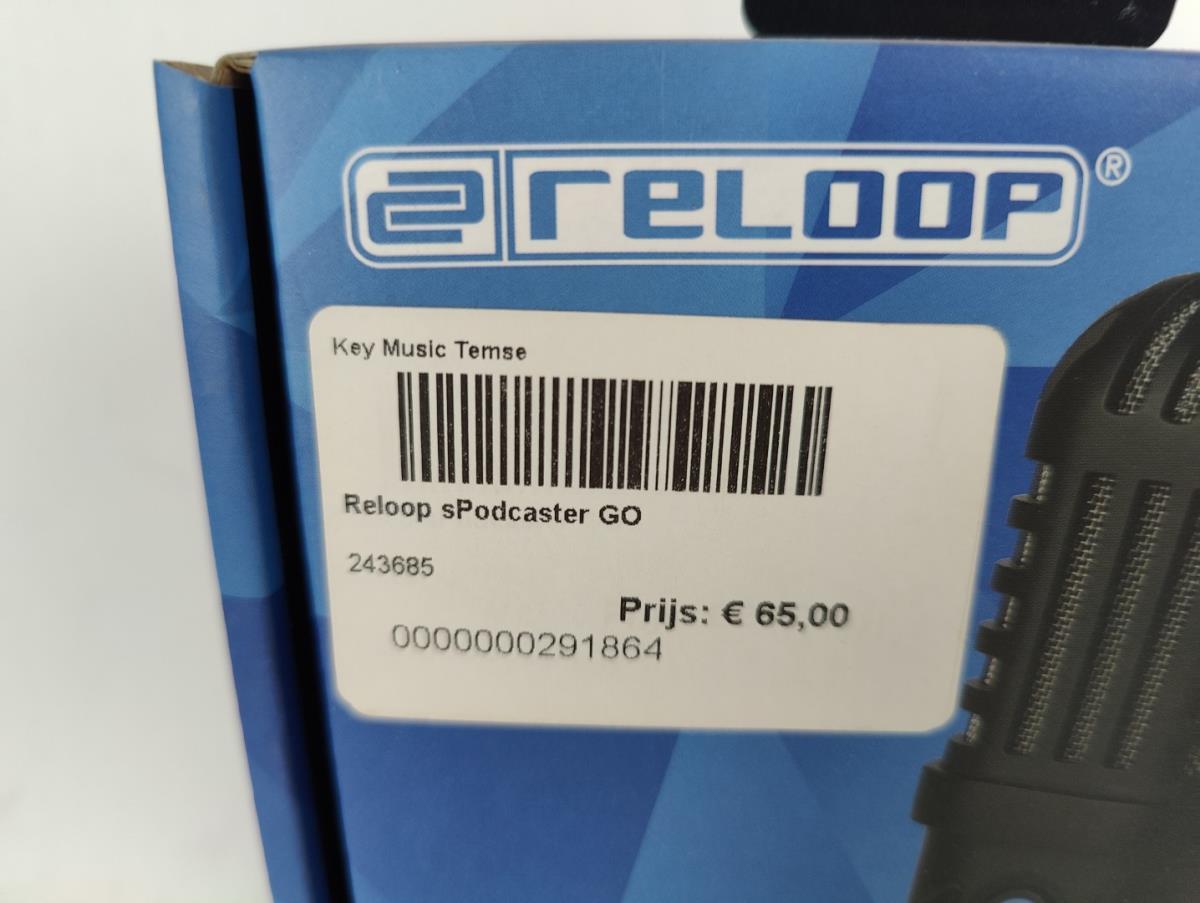 reloop®
Key Music Temse
Reloop sPodcaster GO
243685
Prijs: € 65,00
0000000291864